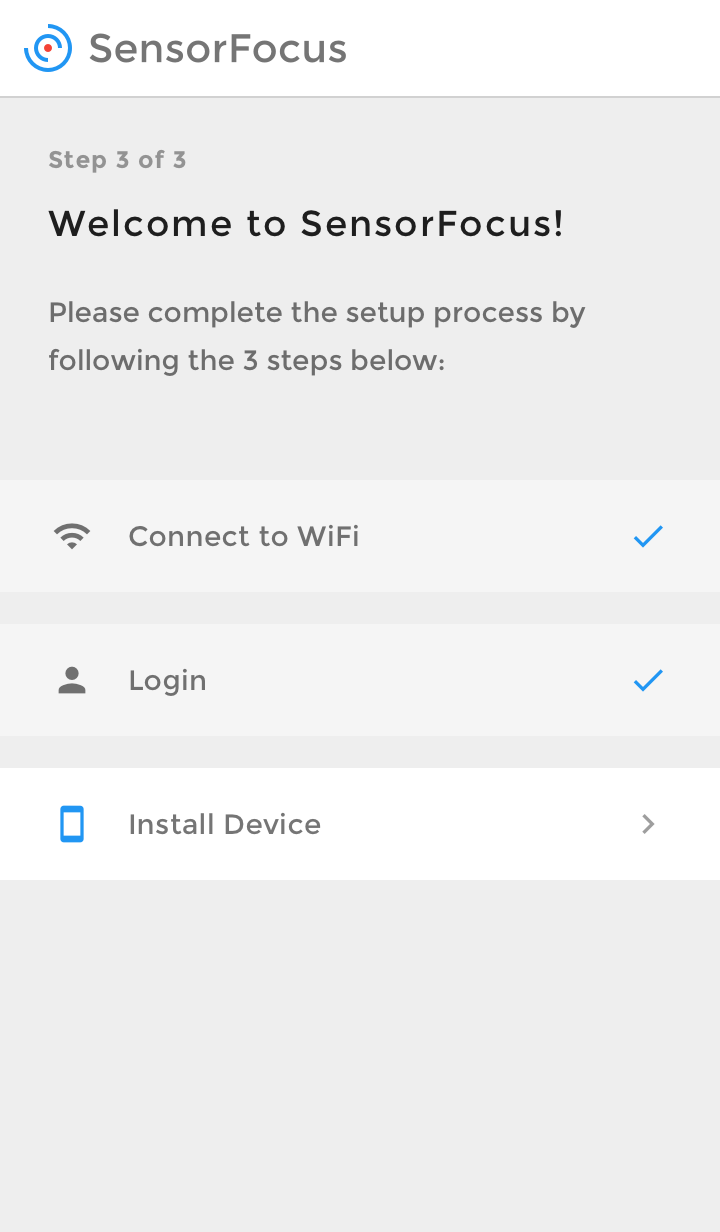 SensorFocus
Step 3 of 3
Welcome to SensorFocus!
Please complete the setup process by
following the 3 steps below:
Connect to WiFi
Login
Install Device